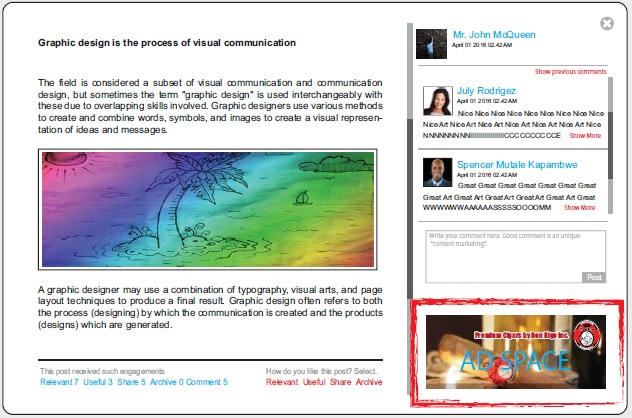 Graphic design is the process of visual communication
The field is considered a subset of visual communication and communication
design, but sometimes the term "graphic design" is used interchangeably with
these due to overlapping skills involved. Graphic designers use various methods
to create and combine words, symbols, and images to create a visual represen-
tation of ideas and messages.
A graphic designer may use a combination of typography, visual arts, and page
layout techniques to produce a final result. Graphic design often refers to both
the process (designing) by which the communication is created and the products
(designs) which are generated.
This post received such engagements
Relevant 7 Useful 3 Share 5 Archive 0 Comment 5
How do you like this post? Select.
Relevant Useful Share Archive
Mr. John McQueen
April 01 2016 02.42AM
Show previous comments
July Rodrigez
April 01 2016 02.42AM
Nice Nice Nice Nice Nice Nice Nice Nice
Nice Art Nice Art Nice Art Nice Art Nice Art Nice
Show More
Spencer Mutale Kapambwe
April 01 2016 02.42AM
Great Great Great Great Great Great Great
Great Art Great Art Great Art Great Art Great
Show More
Write your comment here. Good comment is an unique
"content marketing".
Post
Premium Cigars by Don Rigo Inc.
AD SPACE